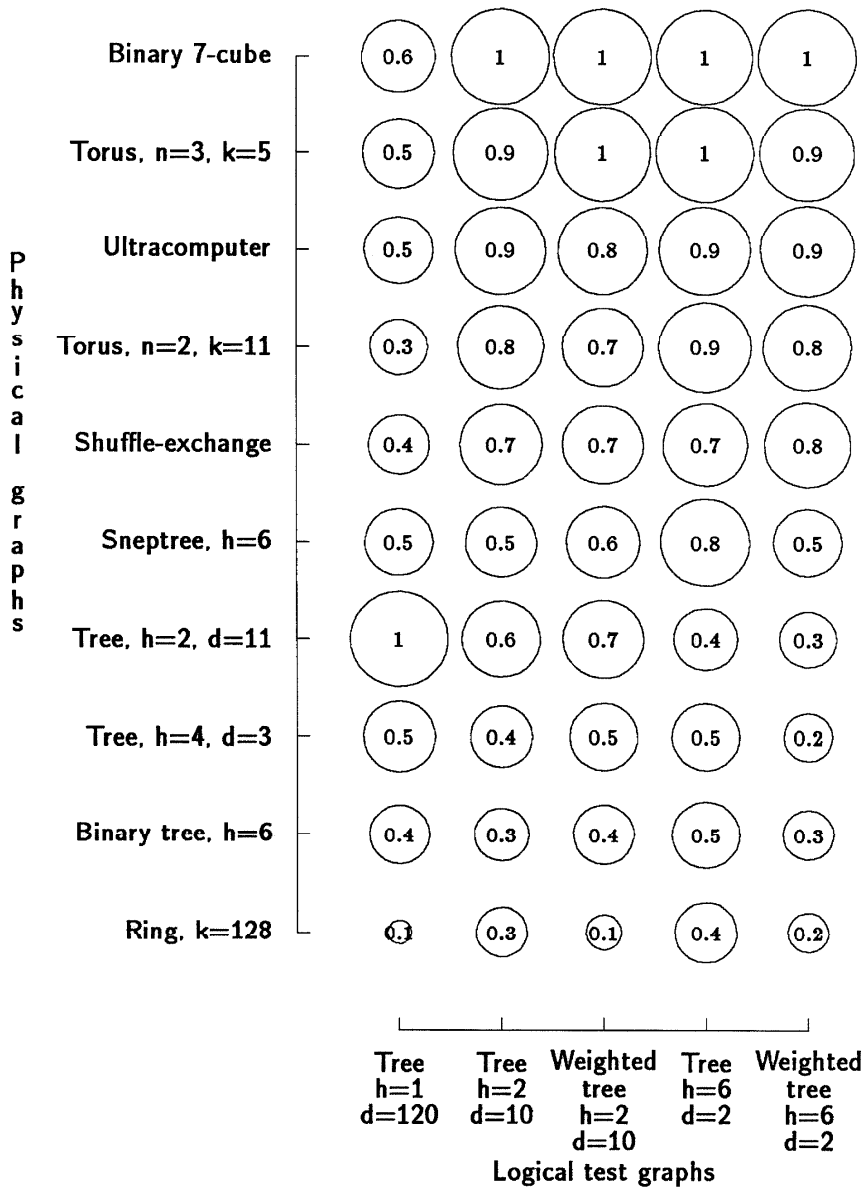 Physical graphs
Binary 7-cube 0.6 1 1 1 1
Torus, n=3, k=5 0.5 0.9 1 1 0.9
Ultracomputer 0.5 0.9 0.8 0.9 0.9
Torus, n=2, k=11 0.3 0.8 0.7 0.9 0.8
Shuffle-exchange 0.4 0.7 0.7 0.7 0.8
Sneptree, h=6 0.5 0.5 0.6 0.8 0.5
Tree, h=2, d=11 1 0.6 0.7 0.4 0.3
Tree, h=4, d=3 0.5 0.4 0.5 0.5 0.2
Binary tree, h=6 0.4 0.3 0.4 0.5 0.3
Ring, k=128 0.1 0.3 0.1 0.4 0.2
Tree Tree Weighted Tree Weighted
h=1 h=2 tree h=6 tree
d=120 d=10 h=2 d=2 h=6
d=10 d=2
Logical test graphs